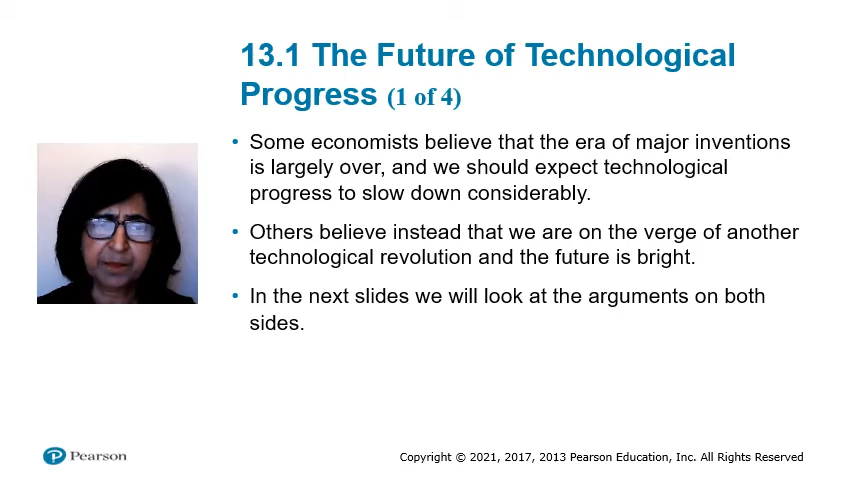 13.1 The Future of Technological
Progress (1 of 4)
• Some economists believe that the era of major inventions
is largely over, and we should expect technological
progress to slow down considerably.
• Others believe instead that we are on the verge of another
technological revolution and the future is bright.
• In the next slides we will look at the arguments on both
sides.
P Pearson
Copyright © 2021, 2017, 2013 Pearson Education, Inc. All Rights Reserved